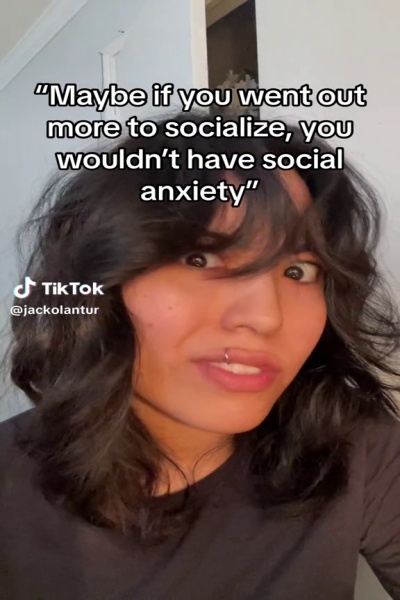 “Maybe if you went out
more to socialize, you
wouldn’t have social
anxiety”
TikTok
@jackolantur